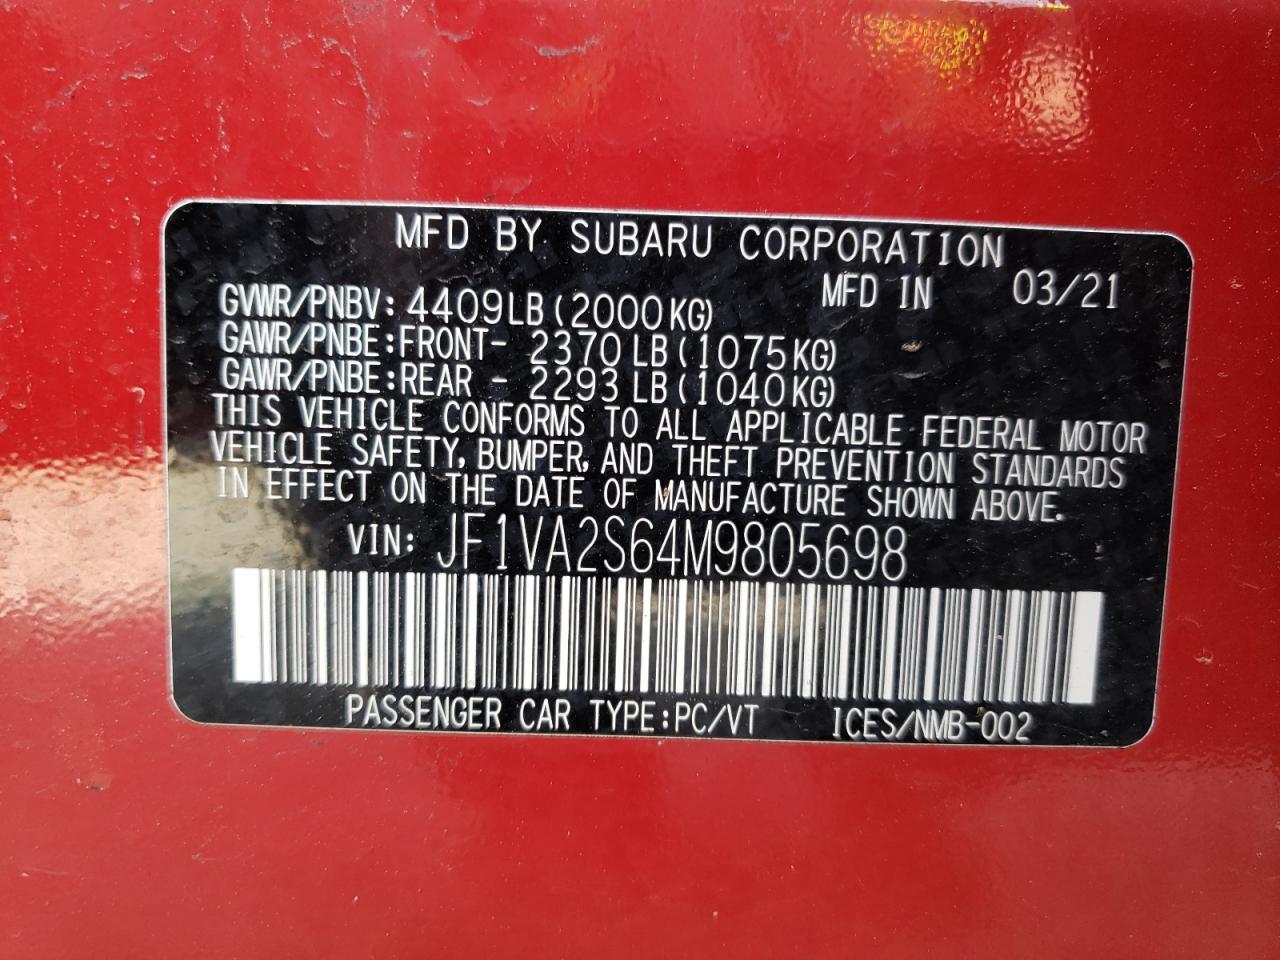 MFD BY SUBARU CORPORATION
MFD IN 03/21
GVWR/PNBV: 4409LB (2000KG)
GAWR/PNBE:FRONT- 2370LB (1075KG)
GAWR/PNBE:REAR - 2293LB (1040KG)
THIS VEHICLE CONFORMS TO ALL APPLICABLE FEDERAL MOTOR
VEHICLE SAFETY, BUMPER, AND THEFT PREVENTION STANDARDS
IN EFFECT ON THE DATE OF MANUFACTURE SHOWN ABOVE.
VIN: JF1VA2S64M9805698
PASSENGER CAR TYPE:PC/VT ICES/NMB-002